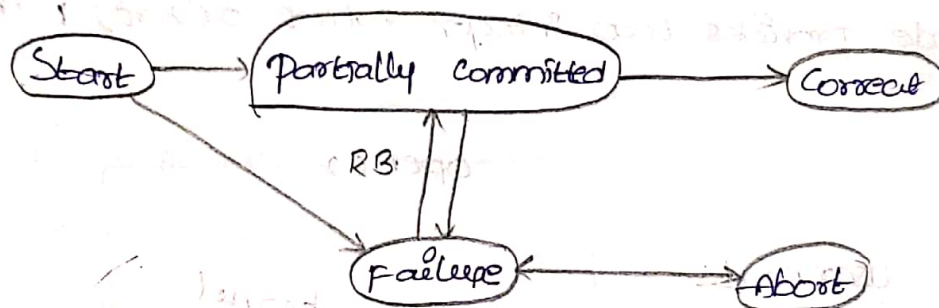 Start
Partially committed
Correct
RB.
Failure
Abort